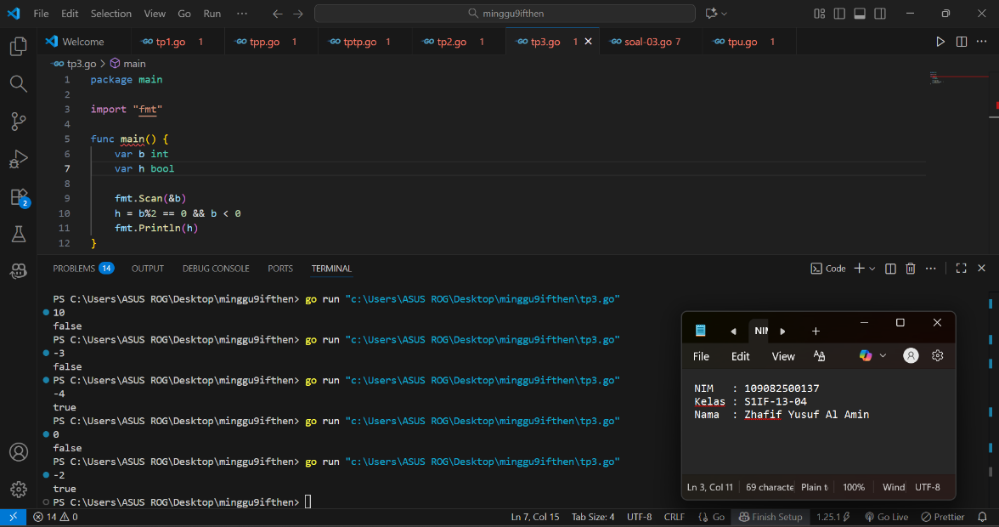 File Edit Selection View Go Run ··· ← → minggu9ifthen
Welcome tp1.go 1 tpp.go 1 tptp.go 1 tp2.go 1 tp3.go 1 soal-03.go 7 tpu.go 1
tp3.go > main
1 package main
2
3 import "fmt"
4
5 func main() {
6 var b int
7 var h bool
8
9 fmt.Scan(&b)
10 h = b%2 == 0 && b < 0
11 fmt.Println(h)
12 }
2
PROBLEMS 14 OUTPUT DEBUG CONSOLE PORTS TERMINAL Code
PS C:\Users\ASUS ROG\Desktop\minggu9ifthen> go run "c:\Users\ASUS ROG\Desktop\minggu9ifthen\tp3.go"
10
false
PS C:\Users\ASUS ROG\Desktop\minggu9ifthen> go run "c:\Users\ASUS ROG\Desktop\minggu9ifthen\tp3.go"
-3
false
PS C:\Users\ASUS ROG\Desktop\minggu9ifthen> go run "c:\Users\ASUS ROG\Desktop\minggu9ifthen\tp3.go"
-4
true
PS C:\Users\ASUS ROG\Desktop\minggu9ifthen> go run "c:\Users\ASUS ROG\Desktop\minggu9ifthen\tp3.go"
0
false
PS C:\Users\ASUS ROG\Desktop\minggu9ifthen> go run "c:\Users\ASUS ROG\Desktop\minggu9ifthen\tp3.go"
-2
true
PS C:\Users\ASUS ROG\Desktop\minggu9ifthen>
NIM
File Edit View
NIM : 109082500137
Kelas : S1IF-13-04
Nama : Zhafif Yusuf Al Amin
Ln 3, Col 11 69 characte Plain t 100% Wind UTF-8
14 0 Ln 7, Col 15 Tab Size: 4 UTF-8 CRLF {} Go Finish Setup 1.25.1 Go Live Prettier